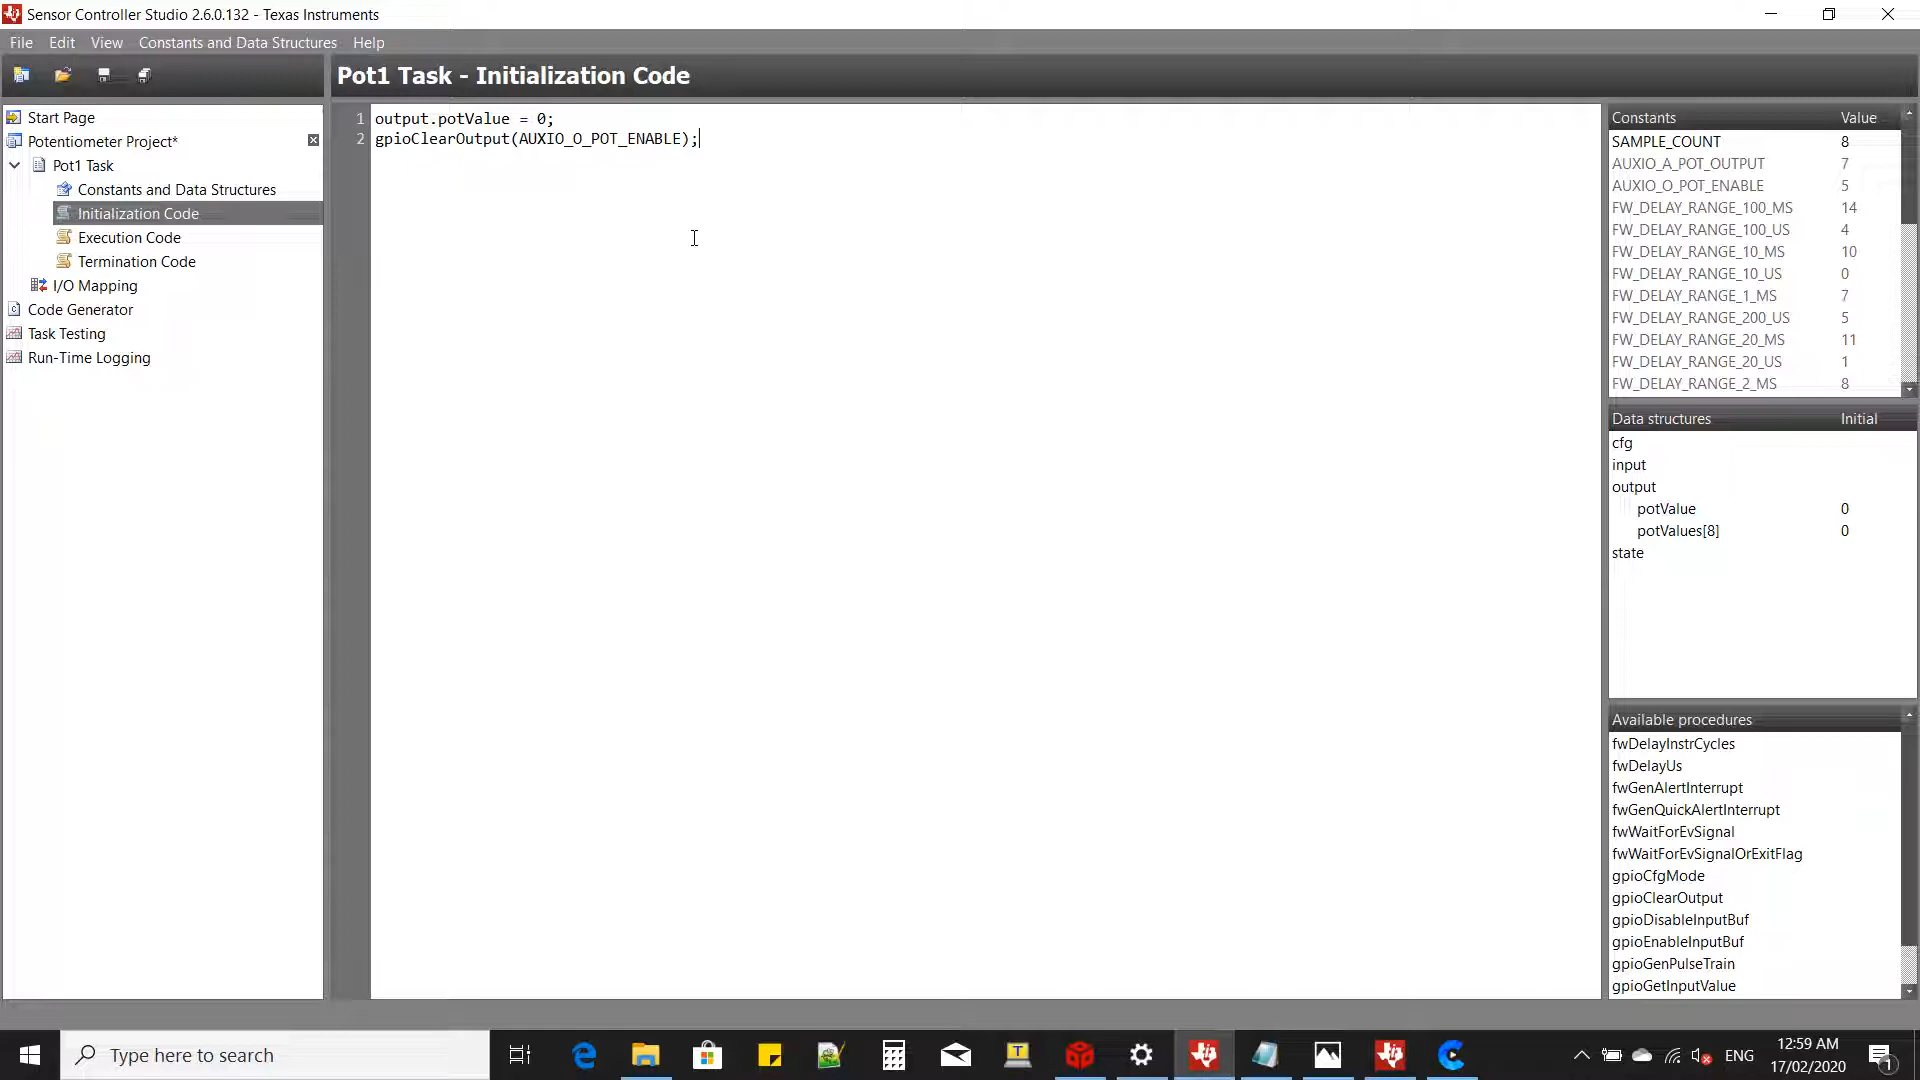 Sensor Controller Studio 2.6.0.132 - Texas Instruments
File Edit View Constants and Data Structures Help
Pot1 Task - Initialization Code
Start Page
Potentiometer Project*
Pot1 Task
Constants and Data Structures
Initialization Code
Execution Code
Termination Code
I/O Mapping
Code Generator
Task Testing
Run-Time Logging
1 output.potValue = 0;
2 gpioClearOutput(AUXIO_O_POT_ENABLE);
Constants Value
SAMPLE_COUNT 8
AUXIO_A_POT_OUTPUT 7
AUXIO_O_POT_ENABLE 5
FW_DELAY_RANGE_100_MS 14
FW_DELAY_RANGE_100_US 4
FW_DELAY_RANGE_10_MS 10
FW_DELAY_RANGE_10_US 0
FW_DELAY_RANGE_1_MS 7
FW_DELAY_RANGE_200_US 5
FW_DELAY_RANGE_20_MS 11
FW_DELAY_RANGE_20_US 1
FW_DELAY_RANGE_2_MS 8
Data structures Initial
cfg
input
output
potValue 0
potValues[8] 0
state
Available procedures
fwDelayInstrCycles
fwDelayUs
fwGenAlertInterrupt
fwGenQuickAlertInterrupt
fwWaitForEvSignal
fwWaitForEvSignalOrExitFlag
gpioCfgMode
gpioClearOutput
gpioDisableInputBuf
gpioEnableInputBuf
gpioGenPulseTrain
gpioGetInputValue
Type here to search
ENG
12:59 AM
17/02/2020
1